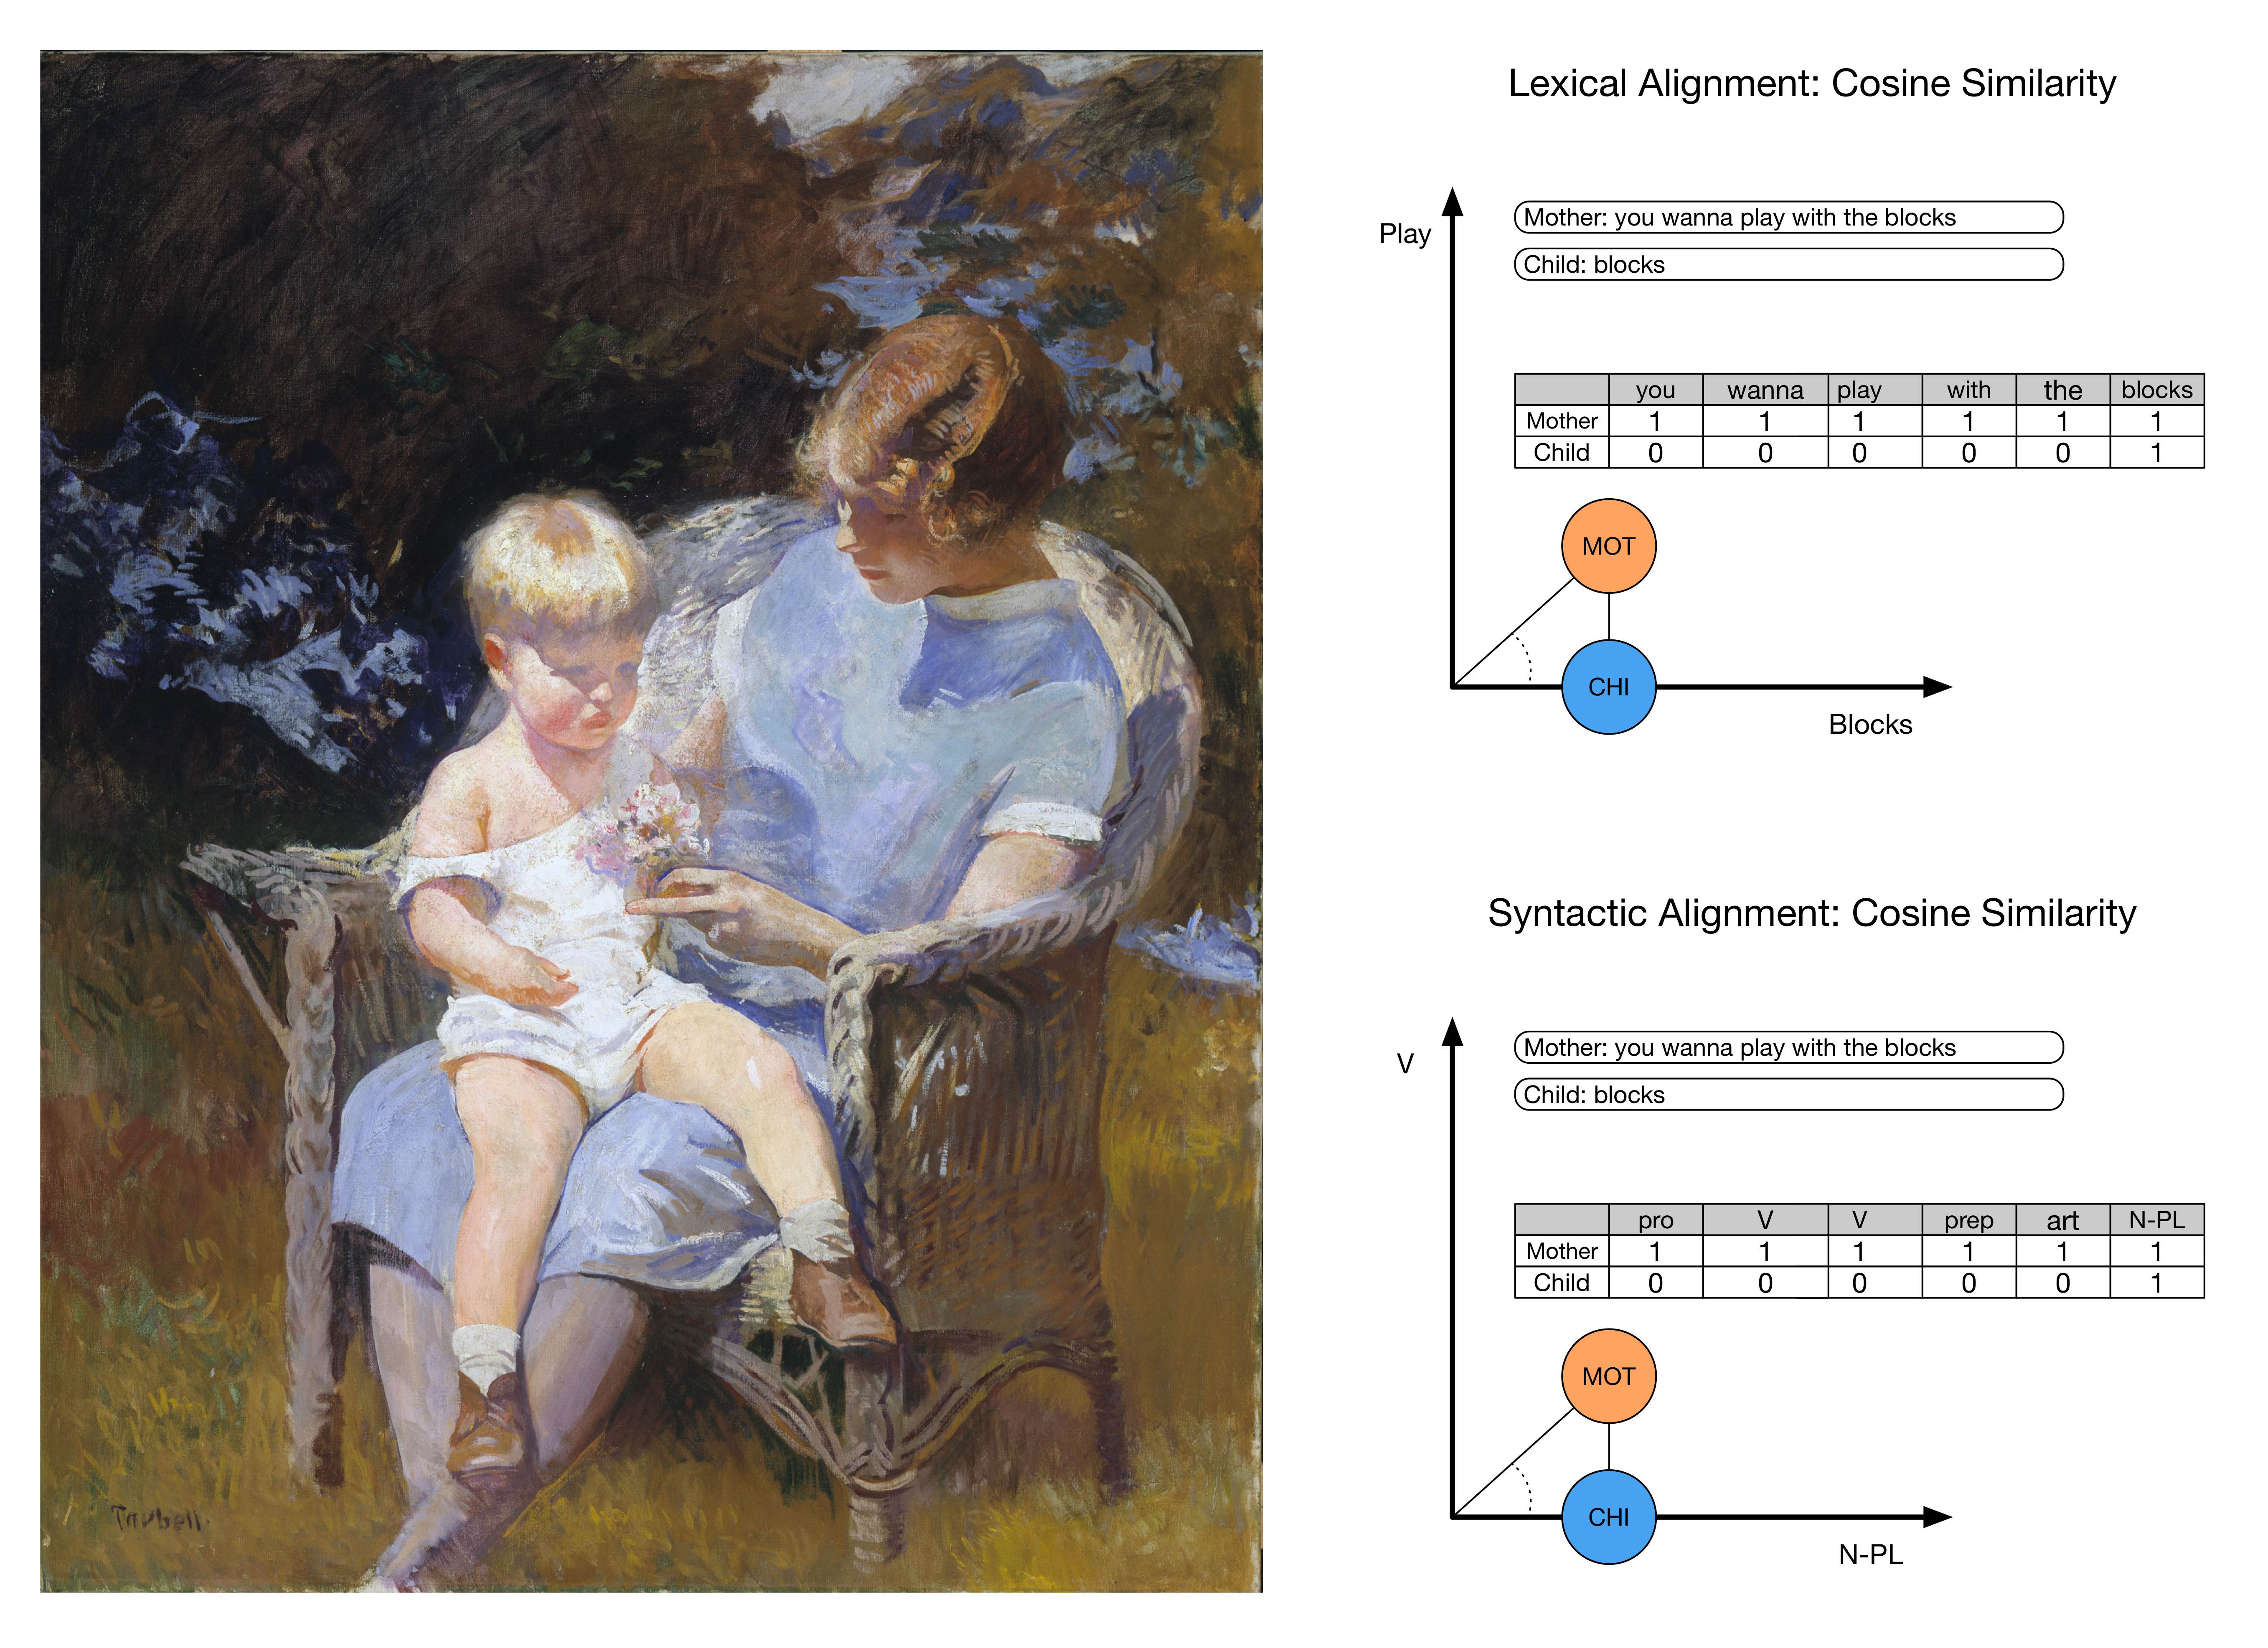 Lexical Alignment: Cosine Similarity
Play
Mother: you wanna play with the blocks
Child: blocks
you wanna play with the blocks
Mother 1 1 1 1 1 1
Child 0 0 0 0 0 1
MOT
CHI
Blocks
Syntactic Alignment: Cosine Similarity
V
Mother: you wanna play with the blocks
Child: blocks
pro V V prep art N-PL
Mother 1 1 1 1 1 1
Child 0 0 0 0 0 1
MOT
CHI
N-PL
Tarbell